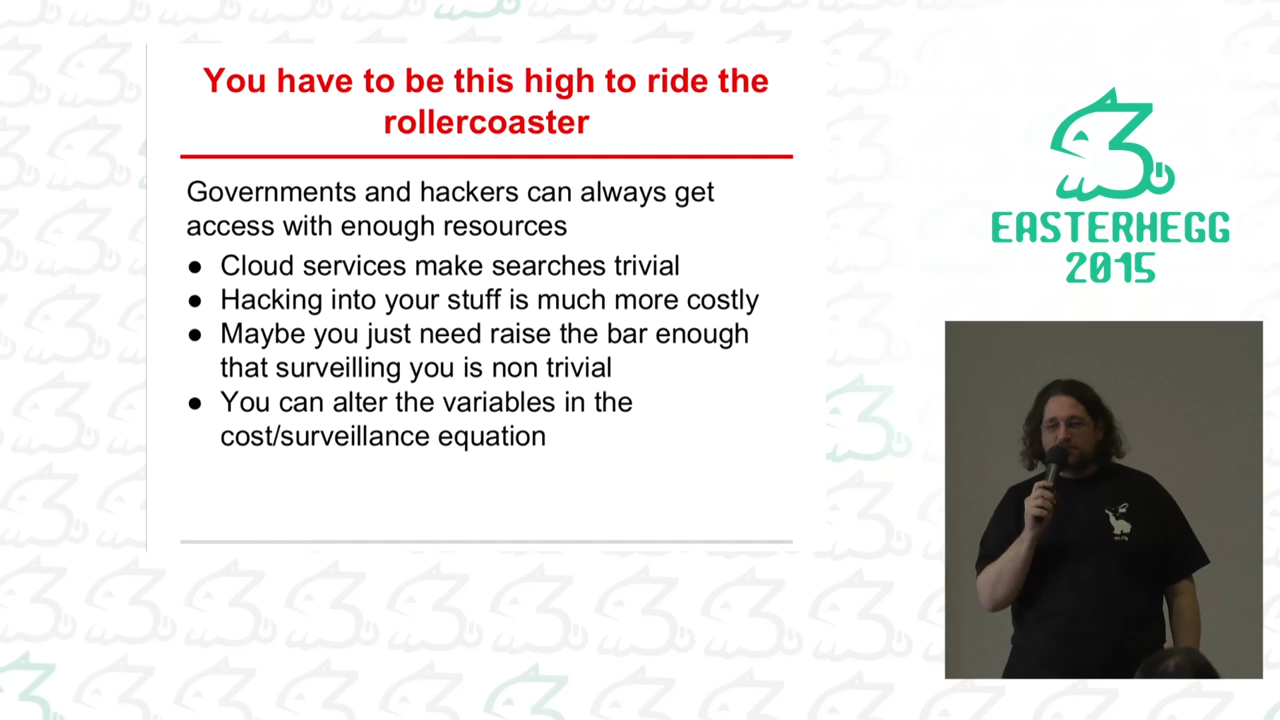 You have to be this high to ride the
rollercoaster
Governments and hackers can always get
access with enough resources
● Cloud services make searches trivial
● Hacking into your stuff is much more costly
● Maybe you just need raise the bar enough
that surveilling you is non trivial
● You can alter the variables in the
cost/surveillance equation
EASTERHEGG
2015